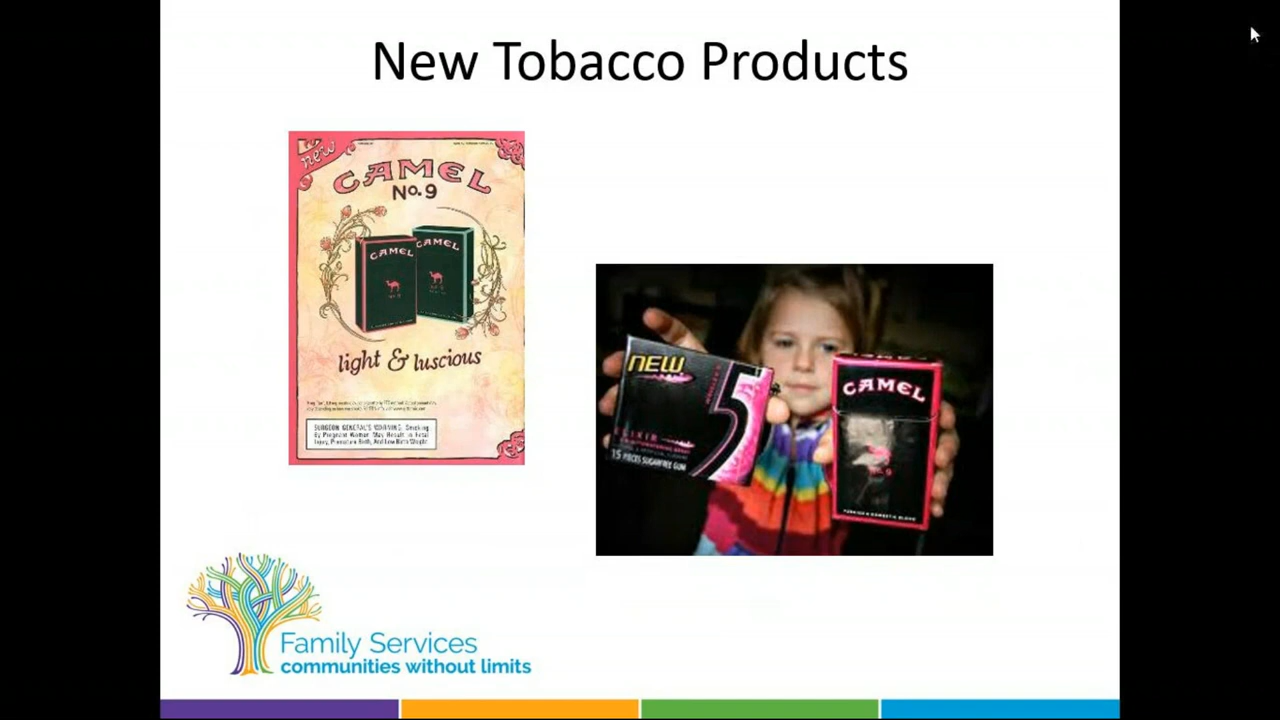 New Tobacco Products
new
CAMEL
No. 9
CAMEL
CAMEL
light & luscious
SURGEON GENERAL'S WARNING: Smoking
By Pregnant Women May Result in Fetal
Injury, Premature Birth, And Low Birth Weight.
NEW
5
15 PIECES SUGARFREE GUM
CAMEL
Family Services
communities without limits